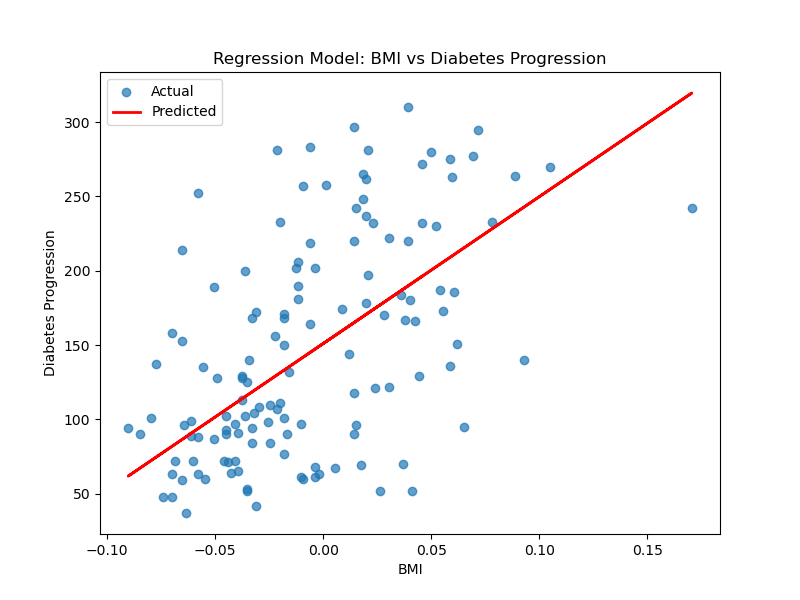 Regression Model: BMI vs Diabetes Progression
Actual
Predicted
300
250
200
150
100
50
Diabetes Progression
−0.10
−0.05
0.00
0.05
0.10
0.15
BMI